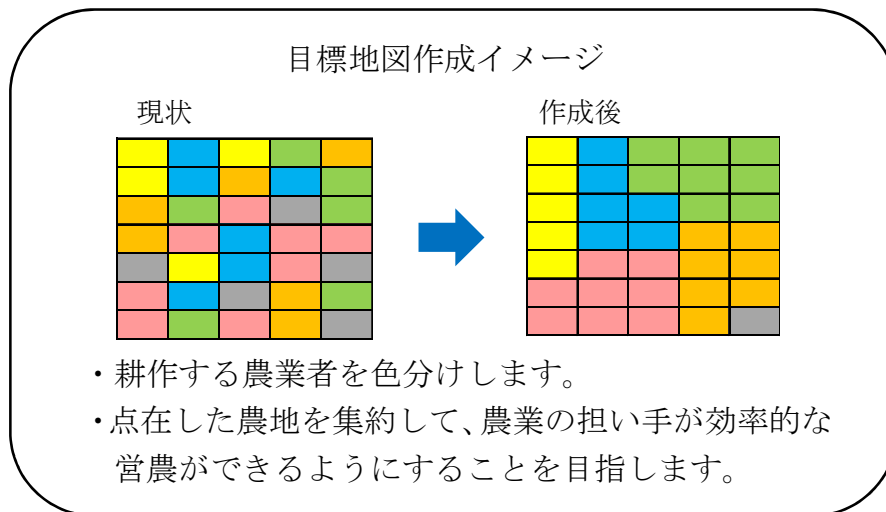 目標地図作成イメージ
現状
作成後
・耕作する農業者を色分けします。
・点在した農地を集約して、農業の担い手が効率的な
営農ができるようにすることを目指します。